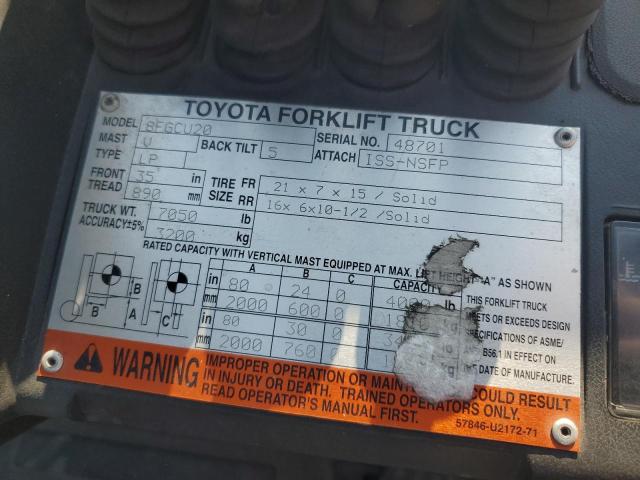 TOYOTA FORKLIFT TRUCK
MODEL 8FGCU20 SERIAL NO. 48701
MAST V BACK TILT 5 ATTACH ISS-NSFP
TYPE LP
FRONT TREAD 35 in 890 mm
TIRE SIZE FR 21 x 7 x 15 / Solid
RR 16x 6x10-1/2 /Solid
TRUCK WT. ACCURACY±5% 7050 lb
3200 kg
RATED CAPACITY WITH VERTICAL MAST EQUIPPED AT MAX. "A" AS SHOWN
A B C CAPACITY
in 80 24 0 4000 lb
mm 2000 600 0 kg
in 80 30 0
mm 2000 760 0 kg
B B A C
THIS FORKLIFT TRUCK
MEETS OR EXCEEDS DESIGN
SPECIFICATIONS OF ASME/
B56.1 IN EFFECT ON
DATE OF MANUFACTURE.
WARNING
IMPROPER OPERATION OR COULD RESULT
IN INJURY OR DEATH. TRAINED OPERATORS ONLY.
READ OPERATOR'S MANUAL FIRST.
57846-U2172-71